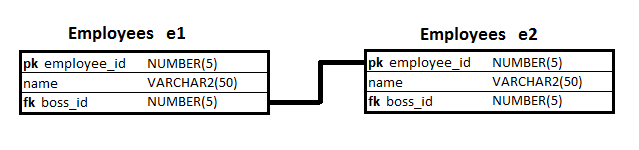 Employees e1
pk employee_id NUMBER(5)
name VARCHAR2(50)
fk boss_id NUMBER(5)
Employees e2
pk employee_id NUMBER(5)
name VARCHAR2(50)
fk boss_id NUMBER(5)